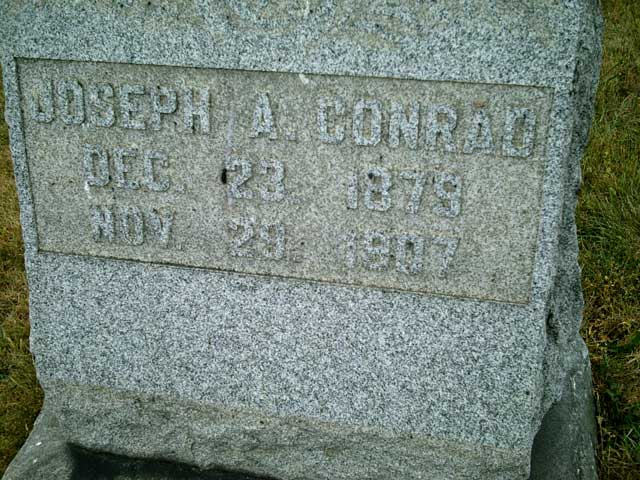 JOSEPH A. CONRAD
DEC. 23. 1879
NOV. 29. 1907